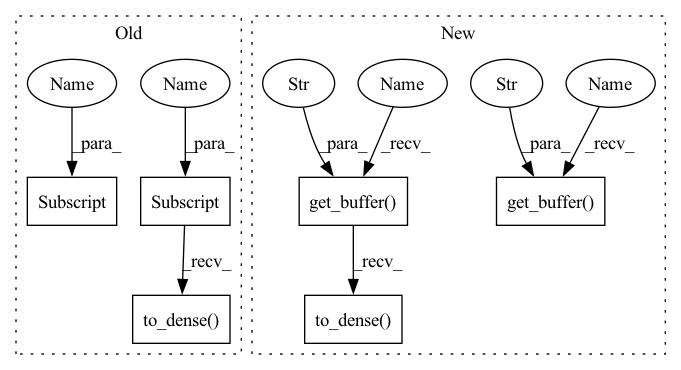 Old
New
Name
Name
Str
Name
Str
Name
_para_
_para_
_para_
_recv_
_para_
_recv_
Subscript
Subscript
get_buffer()
get_buffer()
_recv_
_recv_
to_dense()
to_dense()